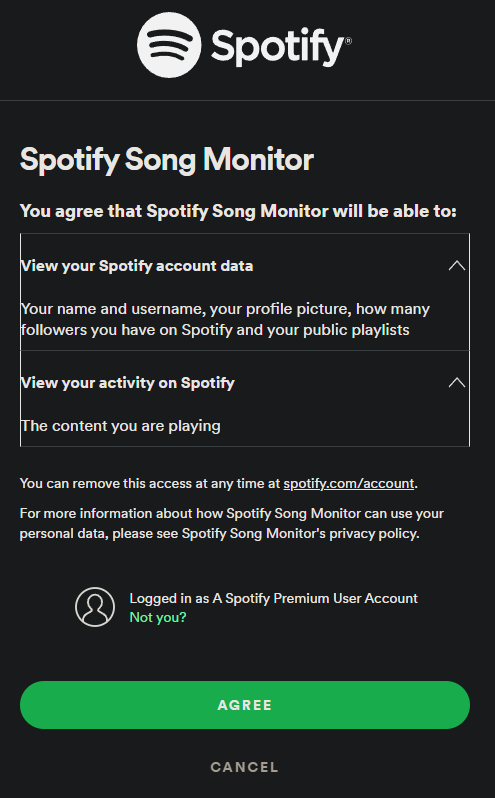 Spotify®
Spotify Song Monitor
You agree that Spotify Song Monitor will be able to:
View your Spotify account data
Your name and username, your profile picture, how many
followers you have on Spotify and your public playlists
View your activity on Spotify
The content you are playing
You can remove this access at any time at spotify.com/account.
For more information about how Spotify Song Monitor can use your
personal data, please see Spotify Song Monitor's privacy policy.
Logged in as A Spotify Premium User Account
Not you?
AGREE
CANCEL